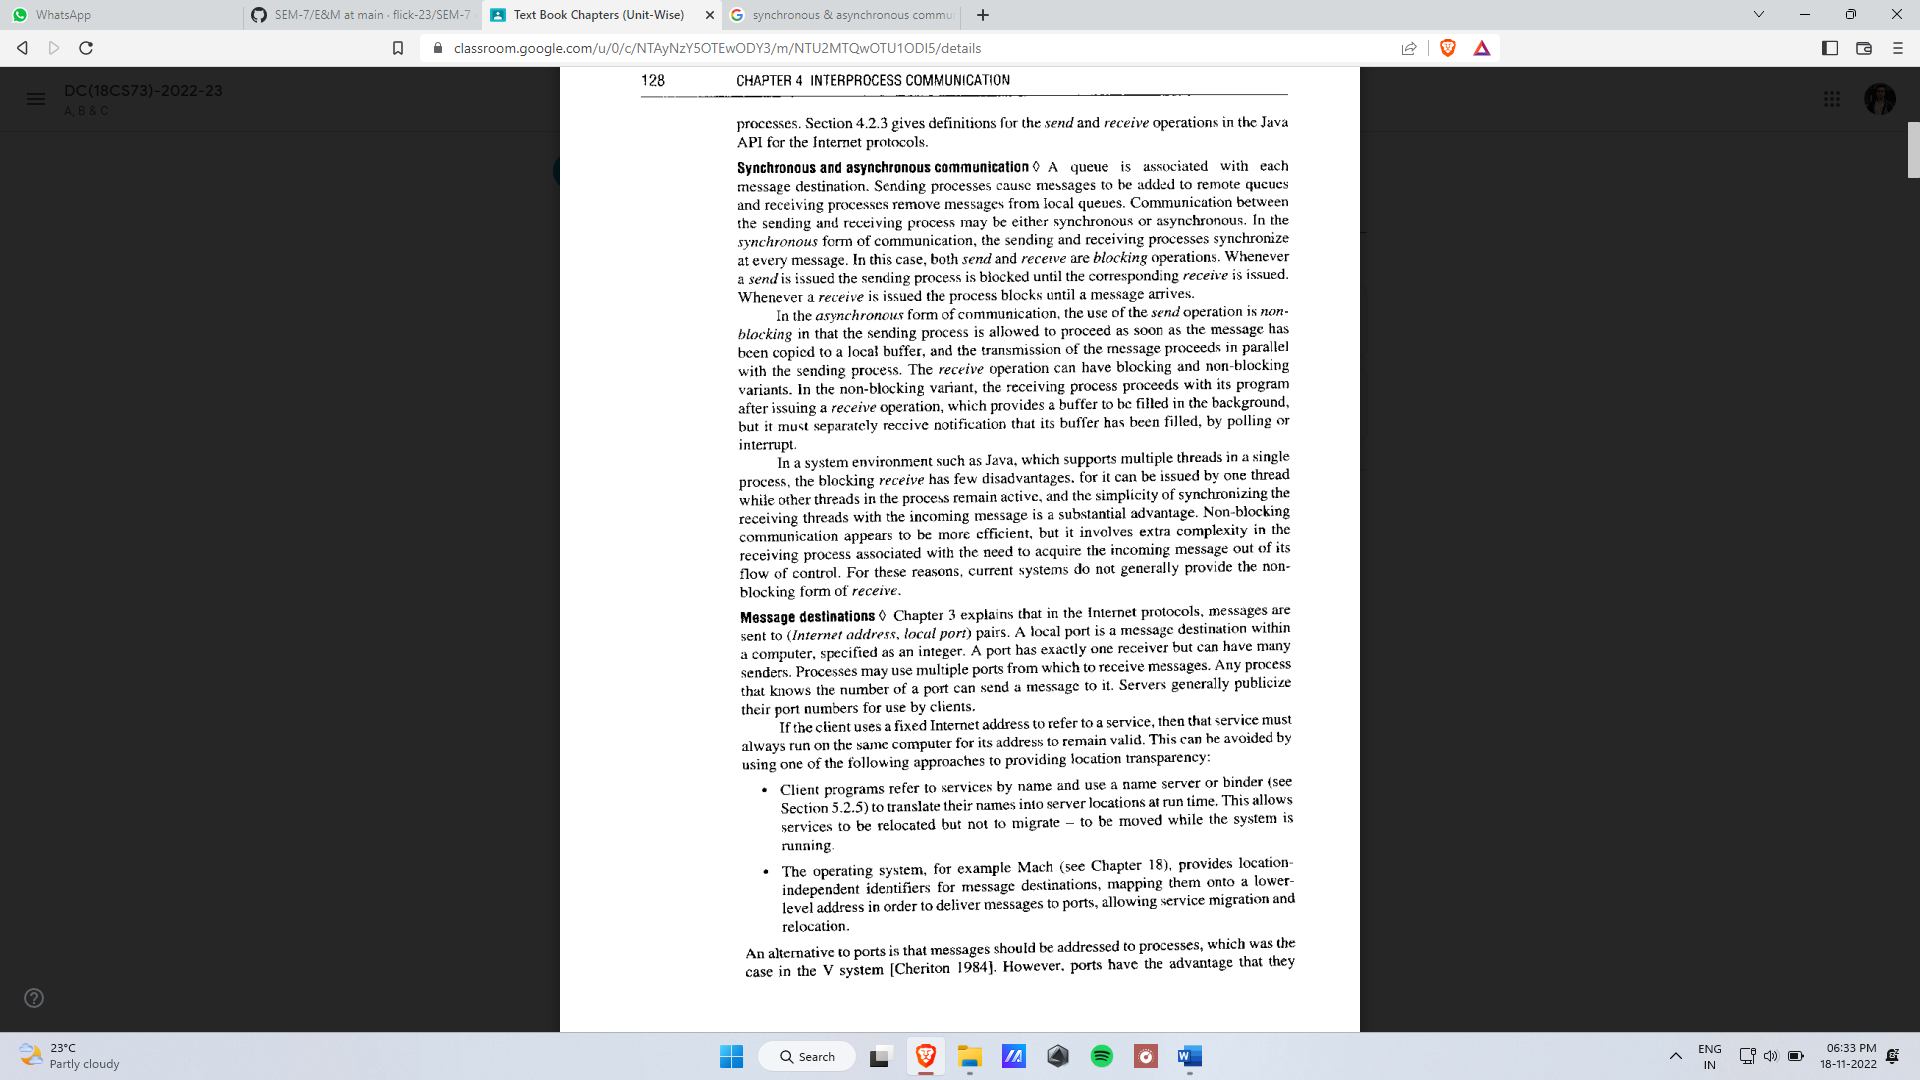 WhatsApp
SEM-7/E&M at main · flick-23/SEM-7
Text Book Chapters (Unit-Wise)
synchronous & asynchronous commu
classroom.google.com/u/0/c/NTAyNzY5OTEwODY3/m/NTU2MTQwOTU1ODI5/details
DC(18CS73)-2022-23
A, B & C
128 CHAPTER 4 INTERPROCESS COMMUNICATION
processes. Section 4.2.3 gives definitions for the send and receive operations in the Java
API for the Internet protocols.
Synchronous and asynchronous communication ◊ A queue is associated with each
message destination. Sending processes cause messages to be added to remote queues
and receiving processes remove messages from local queues. Communication between
the sending and receiving process may be either synchronous or asynchronous. In the
synchronous form of communication, the sending and receiving processes synchronize
at every message. In this case, both send and receive are blocking operations. Whenever
a send is issued the sending process is blocked until the corresponding receive is issued.
Whenever a receive is issued the process blocks until a message arrives.
In the asynchronous form of communication, the use of the send operation is non-
blocking in that the sending process is allowed to proceed as soon as the message has
been copied to a local buffer, and the transmission of the message proceeds in parallel
with the sending process. The receive operation can have blocking and non-blocking
variants. In the non-blocking variant, the receiving process proceeds with its program
after issuing a receive operation, which provides a buffer to be filled in the background,
but it must separately receive notification that its buffer has been filled, by polling or
interrupt.
In a system environment such as Java, which supports multiple threads in a single
process, the blocking receive has few disadvantages, for it can be issued by one thread
while other threads in the process remain active, and the simplicity of synchronizing the
receiving threads with the incoming message is a substantial advantage. Non-blocking
communication appears to be more efficient, but it involves extra complexity in the
receiving process associated with the need to acquire the incoming message out of its
flow of control. For these reasons, current systems do not generally provide the non-
blocking form of receive.
Message destinations ◊ Chapter 3 explains that in the Internet protocols, messages are
sent to (Internet address, local port) pairs. A local port is a message destination within
a computer, specified as an integer. A port has exactly one receiver but can have many
senders. Processes may use multiple ports from which to receive messages. Any process
that knows the number of a port can send a message to it. Servers generally publicize
their port numbers for use by clients.
If the client uses a fixed Internet address to refer to a service, then that service must
always run on the same computer for its address to remain valid. This can be avoided by
using one of the following approaches to providing location transparency:
• Client programs refer to services by name and use a name server or binder (see
Section 5.2.5) to translate their names into server locations at run time. This allows
services to be relocated but not to migrate – to be moved while the system is
running.
• The operating system, for example Mach (see Chapter 18), provides location-
independent identifiers for message destinations, mapping them onto a lower-
level address in order to deliver messages to ports, allowing service migration and
relocation.
An alternative to ports is that messages should be addressed to processes, which was the
case in the V system [Cheriton 1984]. However, ports have the advantage that they
23°C
Partly cloudy
Search
ENG
IN
06:33 PM
18-11-2022